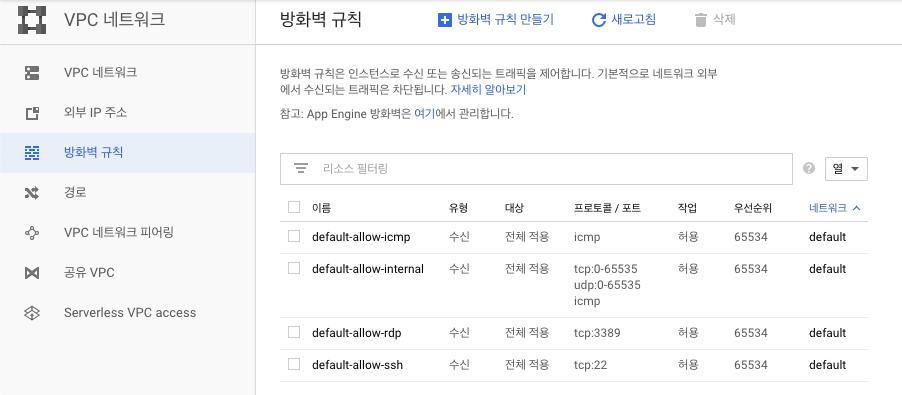 VPC 네트워크
방화벽 규칙
방화벽 규칙 만들기
새로고침
삭제
VPC 네트워크
외부 IP 주소
방화벽 규칙
경로
VPC 네트워크 피어링
공유 VPC
Serverless VPC access
방화벽 규칙은 인스턴스로 수신 또는 송신되는 트래픽을 제어합니다. 기본적으로 네트워크 외부
에서 수신되는 트래픽은 차단됩니다. 자세히 알아보기
참고: App Engine 방화벽은 여기에서 관리합니다.
리소스 필터링
열
이름 유형 대상 프로토콜 / 포트 작업 우선순위 네트워크
default-allow-icmp 수신 전체 적용 icmp 허용 65534 default
default-allow-internal 수신 전체 적용 tcp:0-65535 허용 65534 default
udp:0-65535
icmp
default-allow-rdp 수신 전체 적용 tcp:3389 허용 65534 default
default-allow-ssh 수신 전체 적용 tcp:22 허용 65534 default